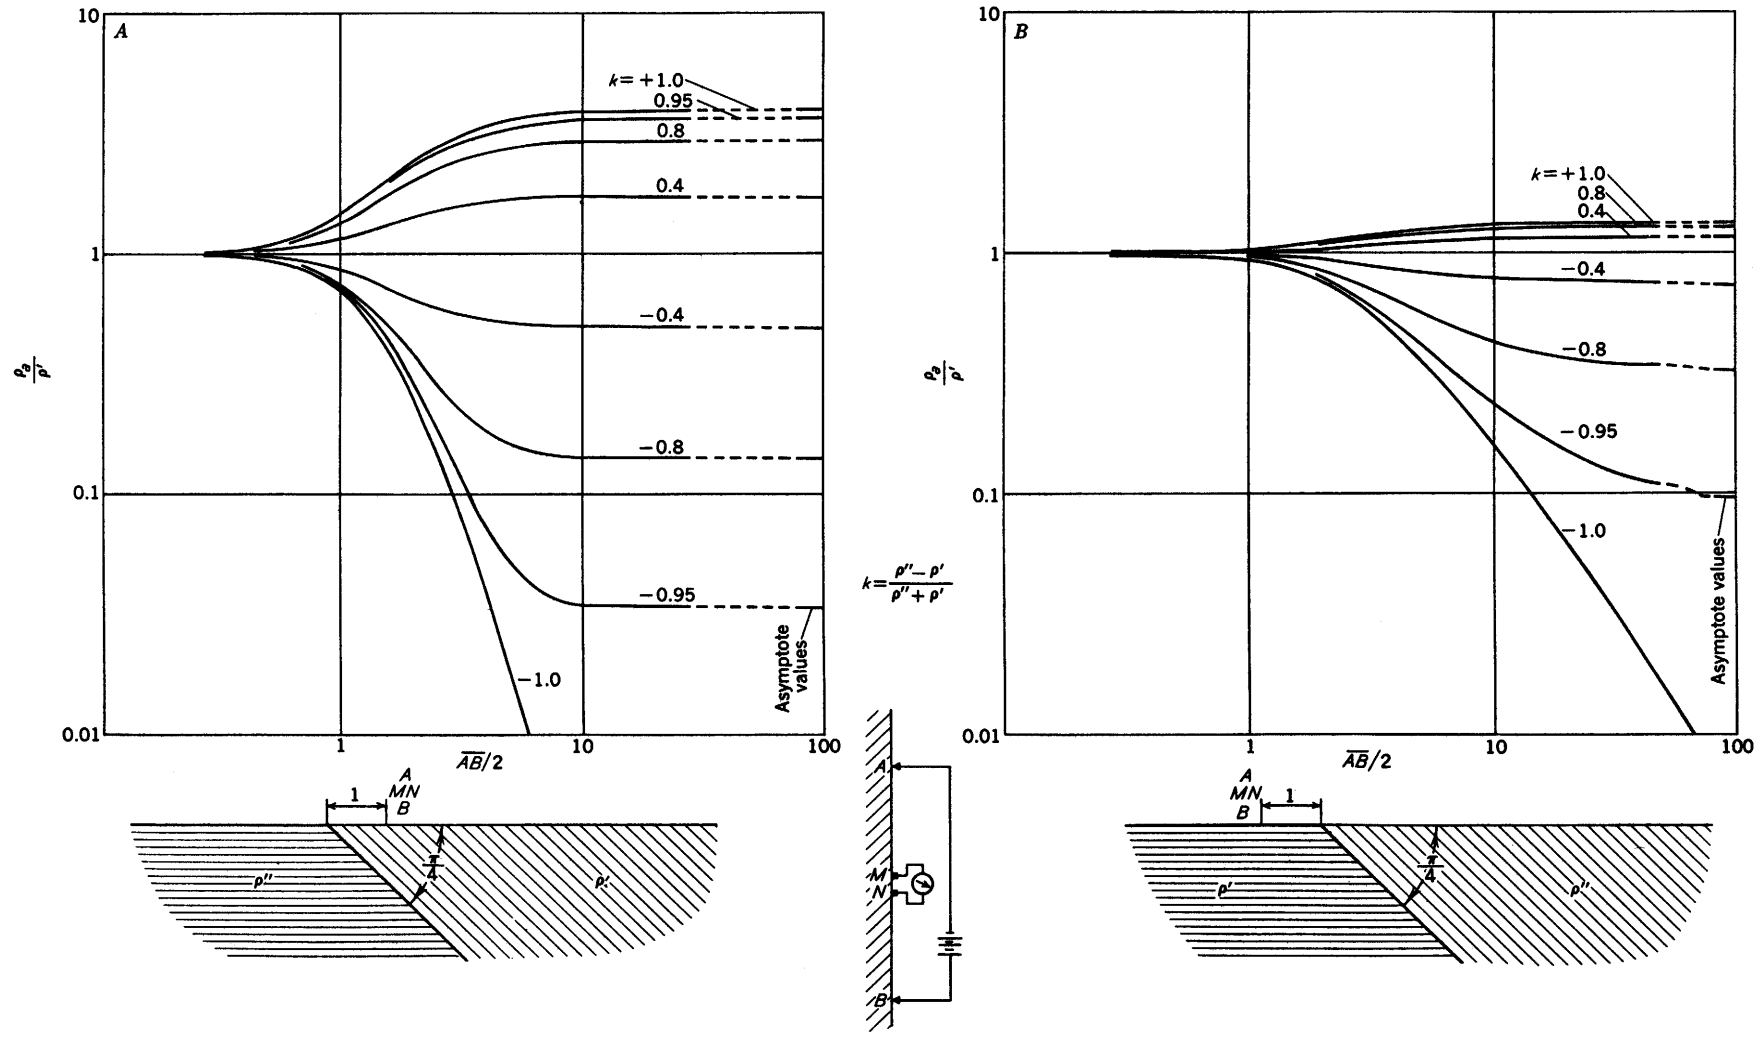 10
A
k= +1.0
0.95
0.8
0.4
1
−0.4
ρa/ρ′
−0.8
0.1
−0.95
Asymptote values
−1.0
0.01
1
10
100
AB/2
A
MN
B
1
π/4
ρ″
ρ′
k= ρ″− ρ′ / ρ″+ ρ′
A
M
N
B
10
B
k= +1.0
0.8
0.4
1
−0.4
−0.8
ρa/ρ′
−0.95
0.1
−1.0
Asymptote values
0.01
1
10
100
AB/2
A
MN
B
1
π/4
ρ′
ρ″